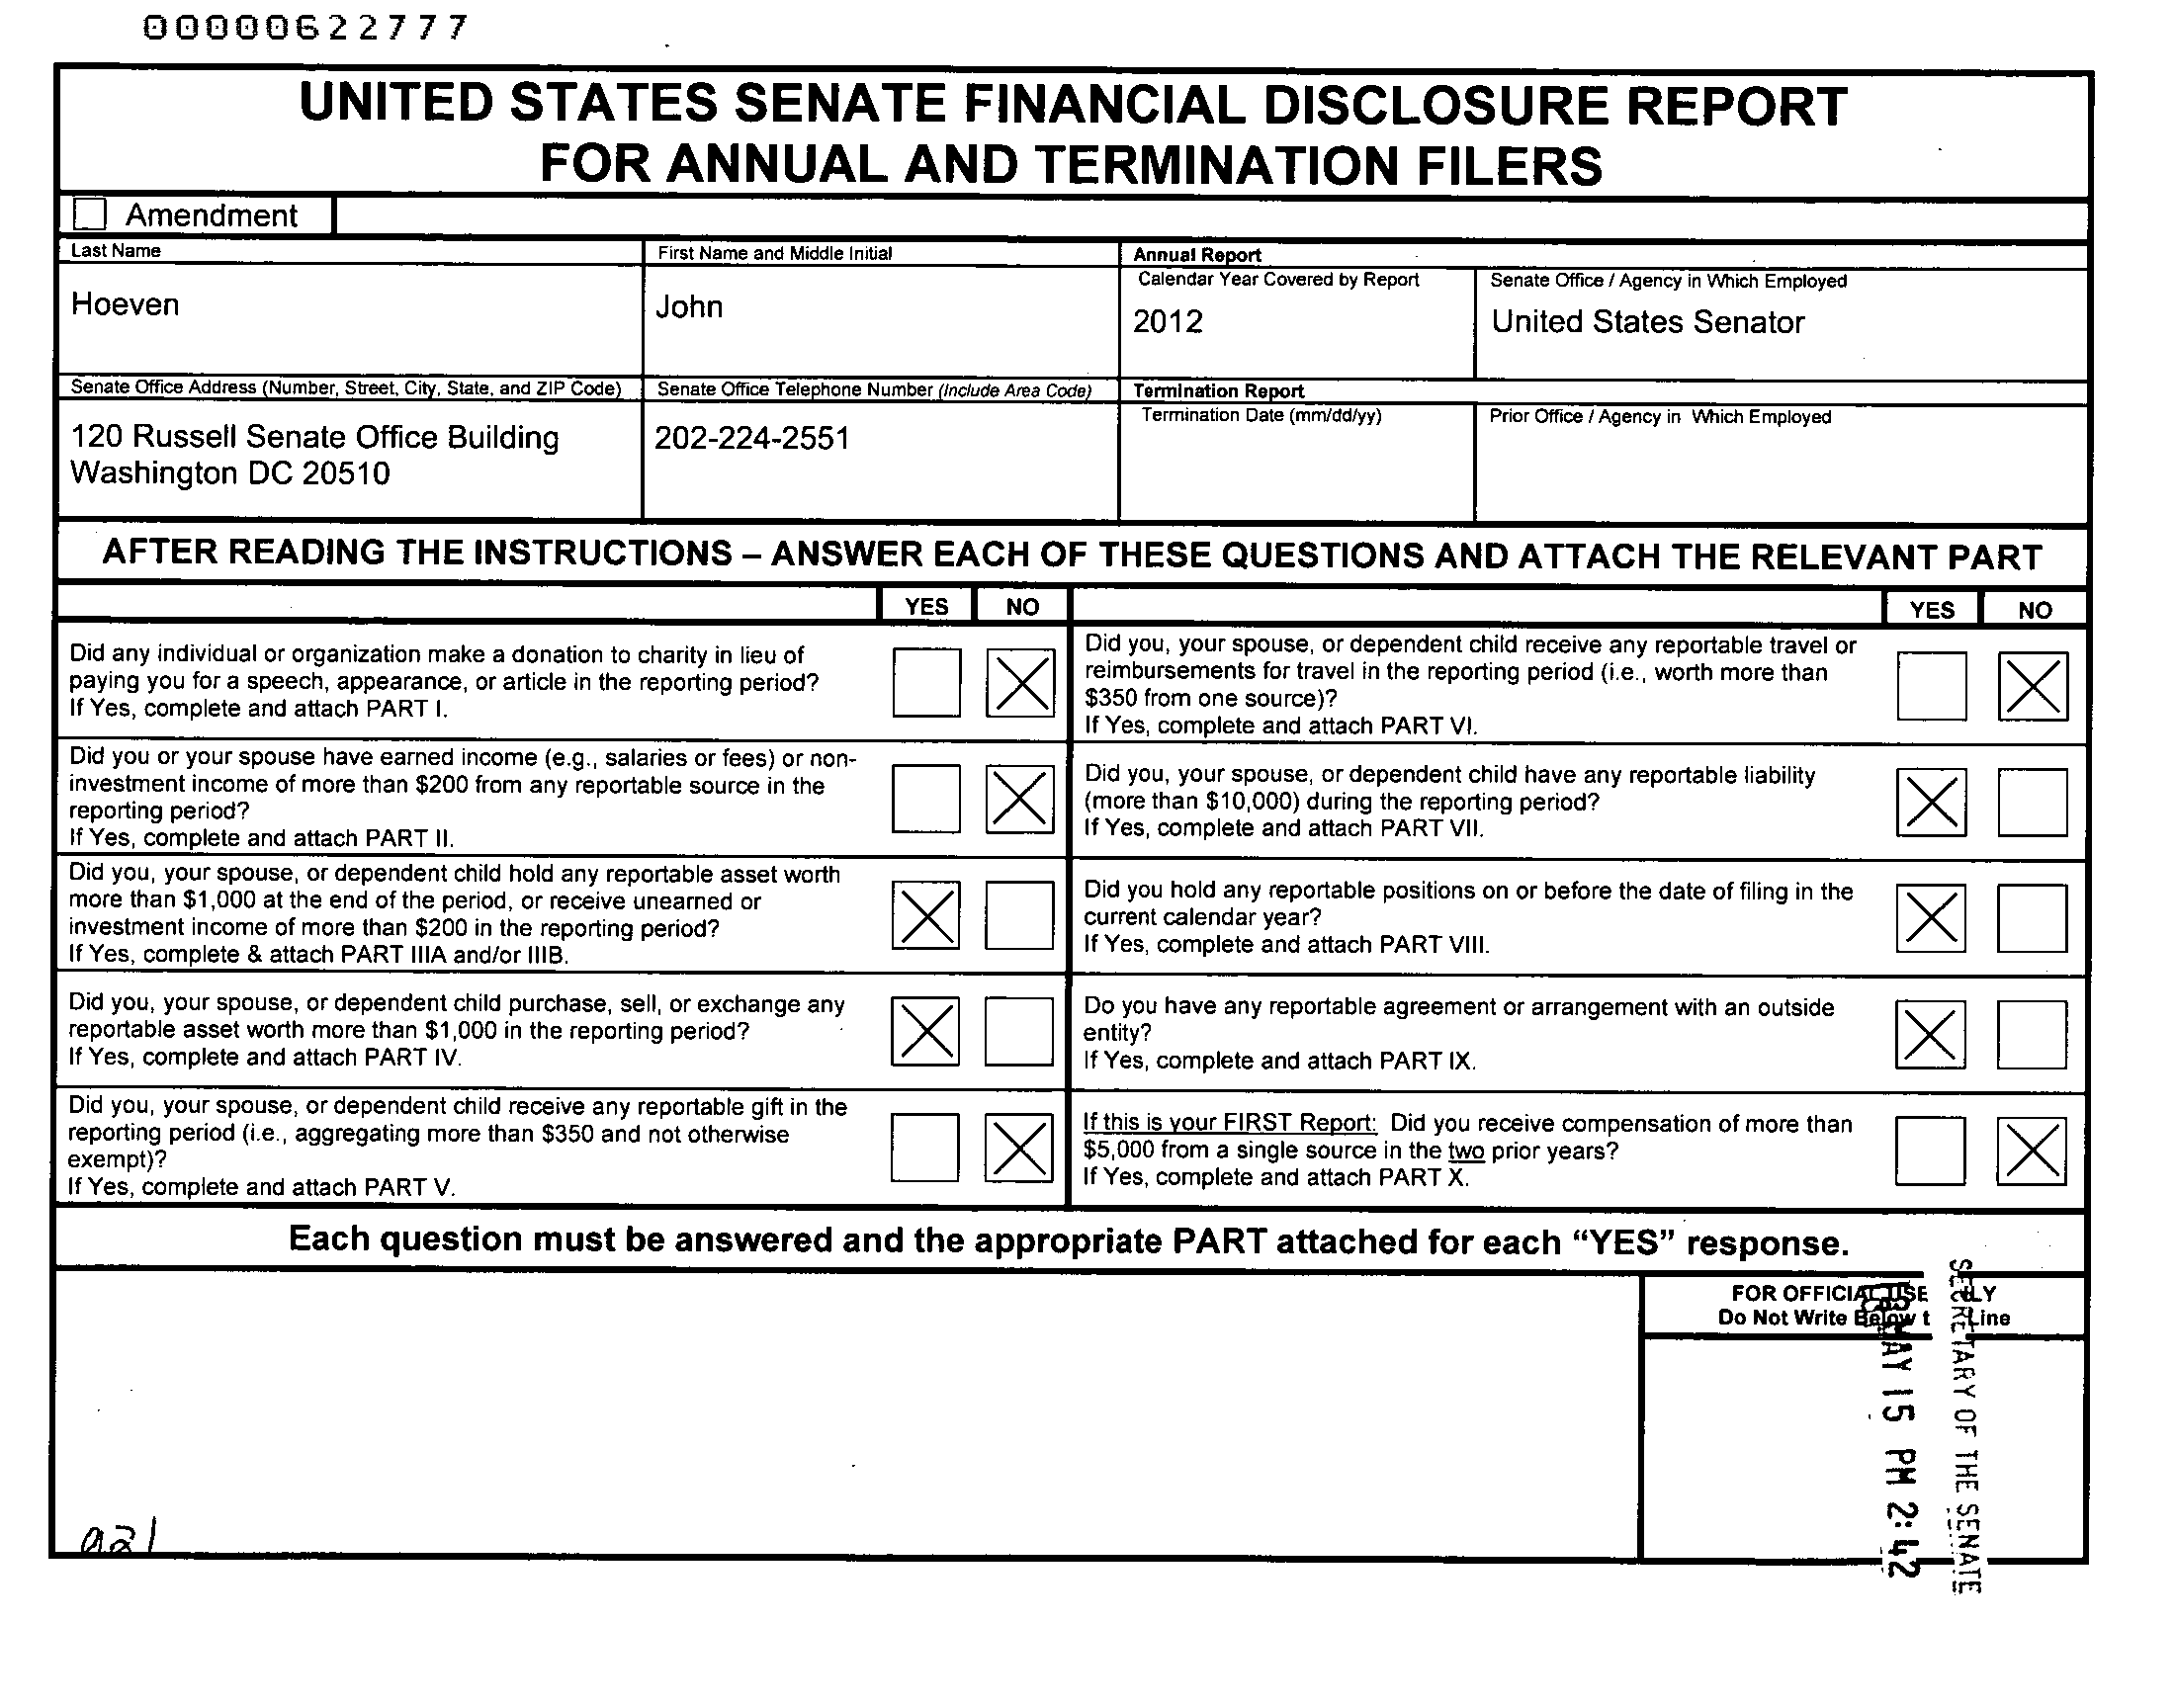 00000622777
UNITED STATES SENATE FINANCIAL DISCLOSURE REPORT
FOR ANNUAL AND TERMINATION FILERS
Amendment
Last Name
Hoeven
First Name and Middle Initial
John
Annual Report
Calendar Year Covered by Report
2012
Senate Office / Agency in Which Employed
United States Senator
Senate Office Address (Number, Street, City, State, and ZIP Code)
120 Russell Senate Office Building
Washington DC 20510
Senate Office Telephone Number (Include Area Code)
202-224-2551
Termination Report
Termination Date (mm/dd/yy)
Prior Office / Agency in Which Employed
AFTER READING THE INSTRUCTIONS – ANSWER EACH OF THESE QUESTIONS AND ATTACH THE RELEVANT PART
YES NO
Did any individual or organization make a donation to charity in lieu of
paying you for a speech, appearance, or article in the reporting period?
If Yes, complete and attach PART I.
Did you or your spouse have earned income (e.g., salaries or fees) or non-
investment income of more than $200 from any reportable source in the
reporting period?
If Yes, complete and attach PART II.
Did you, your spouse, or dependent child hold any reportable asset worth
more than $1,000 at the end of the period, or receive unearned or
investment income of more than $200 in the reporting period?
If Yes, complete & attach PART IIIA and/or IIIB.
Did you, your spouse, or dependent child purchase, sell, or exchange any
reportable asset worth more than $1,000 in the reporting period?
If Yes, complete and attach PART IV.
Did you, your spouse, or dependent child receive any reportable gift in the
reporting period (i.e., aggregating more than $350 and not otherwise
exempt)?
If Yes, complete and attach PART V.
YES NO
Did you, your spouse, or dependent child receive any reportable travel or
reimbursements for travel in the reporting period (i.e., worth more than
$350 from one source)?
If Yes, complete and attach PART VI.
Did you, your spouse, or dependent child have any reportable liability
(more than $10,000) during the reporting period?
If Yes, complete and attach PART VII.
Did you hold any reportable positions on or before the date of filing in the
current calendar year?
If Yes, complete and attach PART VIII.
Do you have any reportable agreement or arrangement with an outside
entity?
If Yes, complete and attach PART IX.
If this is your FIRST Report: Did you receive compensation of more than
$5,000 from a single source in the two prior years?
If Yes, complete and attach PART X.
Each question must be answered and the appropriate PART attached for each “YES” response.
FOR OFFICIAL USE
Do Not Write Below Line
SECRETARY OF THE SENATE
MAY 15 PM 2:42